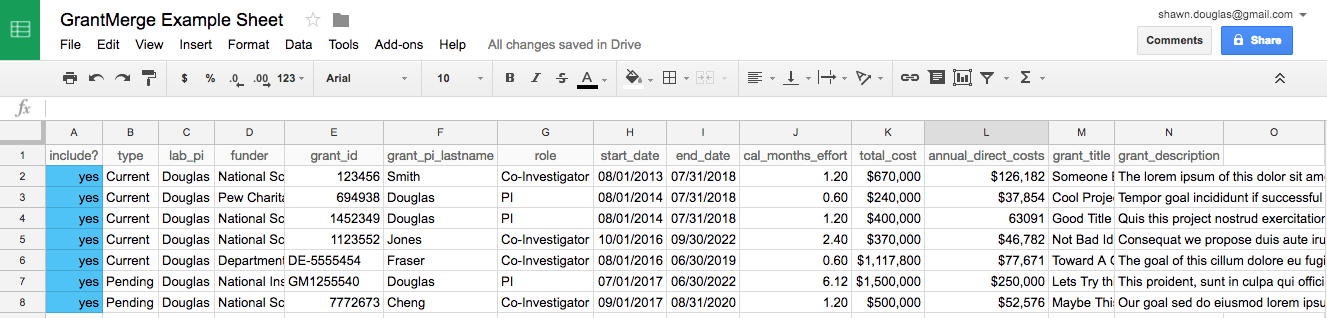 GrantMerge Example Sheet
shawn.douglas@gmail.com
File Edit View Insert Format Data Tools Add-ons Help All changes saved in Drive
Comments Share
$ % .0 .00 123 Arial 10 B I S A Σ
fx
A B C D E F G H I J K L M N O
1 include? type lab_pi funder grant_id grant_pi_lastname role start_date end_date cal_months_effort total_cost annual_direct_costs grant_title grant_description
2 yes Current Douglas National Sc 123456 Smith Co-Investigator 08/01/2013 07/31/2018 1.20 $670,000 $126,182 Someone The lorem ipsum of this dolor sit am
3 yes Current Douglas Pew Charit 694938 Douglas PI 08/01/2014 07/31/2018 0.60 $240,000 $37,854 Cool Proje Tempor goal incididunt if successful
4 yes Current Douglas National Sc 1452349 Douglas PI 08/01/2014 07/31/2018 1.20 $400,000 63091 Good Title Quis this project nostrud exercitation
5 yes Current Douglas National Sc 1123552 Jones Co-Investigator 10/01/2016 09/30/2022 2.40 $370,000 $46,782 Not Bad Id Consequat we propose duis aute iru
6 yes Current Douglas Department DE-5555454 Fraser Co-Investigator 08/01/2016 06/30/2019 0.60 $1,117,800 $77,671 Toward A The goal of this cillum dolore eu fugi
7 yes Pending Douglas National Ins GM1255540 Douglas PI 07/01/2017 06/30/2022 6.12 $1,500,000 $250,000 Lets Try th This proident, sunt in culpa qui offici
8 yes Pending Douglas National Sc 7772673 Cheng Co-Investigator 09/01/2017 08/31/2020 1.20 $500,000 $52,576 Maybe Thi Our goal sed do eiusmod lorem ipsu